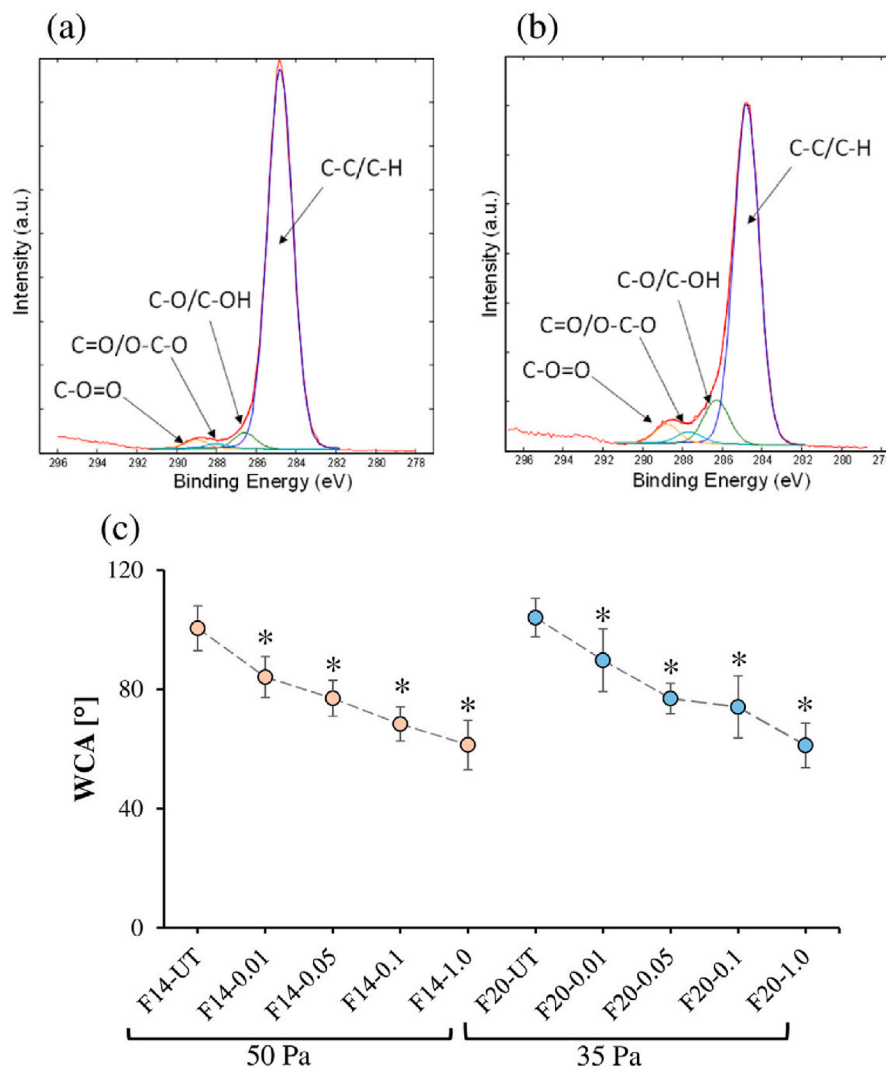 (a)
C-C/C-H
C-O/C-OH
C=O/O-C-O
C-O=O
Intensity (a.u.)
296 294 292 290 288 286 284 282 280 278
Binding Energy (eV)
(b)
C-C/C-H
C-O/C-OH
C=O/O-C-O
C-O=O
Intensity (a.u.)
296 294 292 290 288 286 284 282 280 27
Binding Energy (eV)
(c)
120
80
40
0
WCA [°]
* * * * * * * *
F14-UT
F14-0.01
F14-0.05
F14-0.1
F14-1.0
F20-UT
F20-0.01
F20-0.05
F20-0.1
F20-1.0
50 Pa
35 Pa